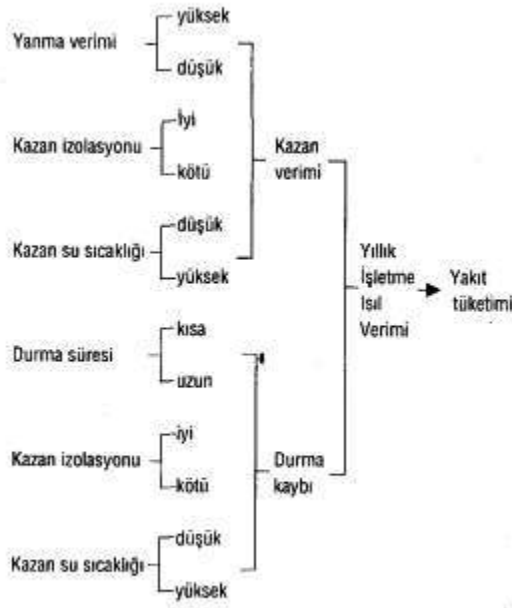 yüksek
Yanma verimi
düşük
İyi
Kazan izolasyonu
kötü
Kazan
verimi
düşük
Kazan su sıcaklığı
yüksek
Yıllık
İşletme
Isıl
Verimi
Yakıt
tüketimi
kısa
Durma süresi
uzun
iyi
Kazan izolasyonu
kötü
Durma
kaybı
düşük
Kazan su sıcaklığı
yüksek